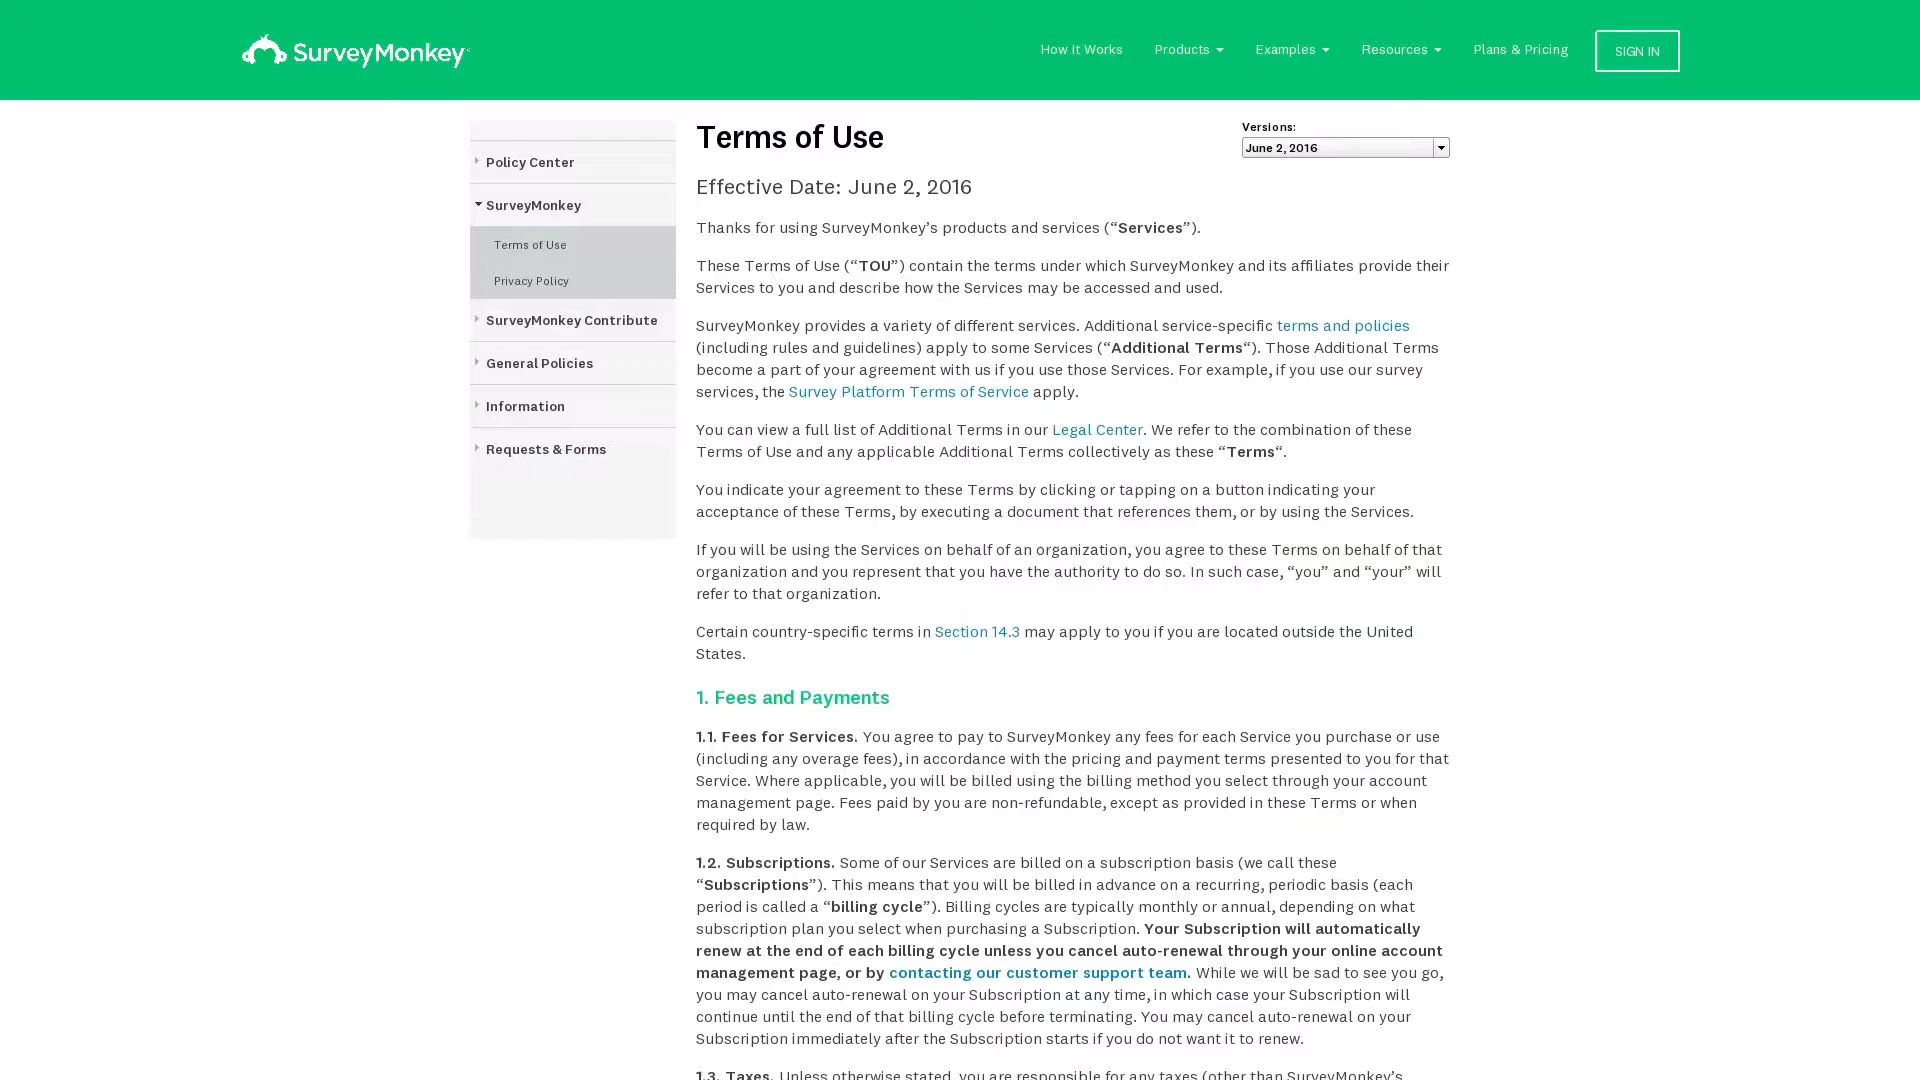 SurveyMonkey
How It Works
Products
Examples
Resources
Plans & Pricing
SIGN IN
Policy Center
SurveyMonkey
Terms of Use
Privacy Policy
SurveyMonkey Contribute
General Policies
Information
Requests & Forms
Terms of Use
Versions:
June 2, 2016
Effective Date: June 2, 2016
Thanks for using SurveyMonkey’s products and services (“Services”).
These Terms of Use (“TOU”) contain the terms under which SurveyMonkey and its affiliates provide their
Services to you and describe how the Services may be accessed and used.
SurveyMonkey provides a variety of different services. Additional service-specific terms and policies
(including rules and guidelines) apply to some Services (“Additional Terms“). Those Additional Terms
become a part of your agreement with us if you use those Services. For example, if you use our survey
services, the Survey Platform Terms of Service apply.
You can view a full list of Additional Terms in our Legal Center. We refer to the combination of these
Terms of Use and any applicable Additional Terms collectively as these “Terms“.
You indicate your agreement to these Terms by clicking or tapping on a button indicating your
acceptance of these Terms, by executing a document that references them, or by using the Services.
If you will be using the Services on behalf of an organization, you agree to these Terms on behalf of that
organization and you represent that you have the authority to do so. In such case, “you” and “your” will
refer to that organization.
Certain country-specific terms in Section 14.3 may apply to you if you are located outside the United
States.
1. Fees and Payments
1.1. Fees for Services. You agree to pay to SurveyMonkey any fees for each Service you purchase or use
(including any overage fees), in accordance with the pricing and payment terms presented to you for that
Service. Where applicable, you will be billed using the billing method you select through your account
management page. Fees paid by you are non-refundable, except as provided in these Terms or when
required by law.
1.2. Subscriptions. Some of our Services are billed on a subscription basis (we call these
“Subscriptions”). This means that you will be billed in advance on a recurring, periodic basis (each
period is called a “billing cycle”). Billing cycles are typically monthly or annual, depending on what
subscription plan you select when purchasing a Subscription. Your Subscription will automatically
renew at the end of each billing cycle unless you cancel auto-renewal through your online account
management page, or by contacting our customer support team. While we will be sad to see you go,
you may cancel auto-renewal on your Subscription at any time, in which case your Subscription will
continue until the end of that billing cycle before terminating. You may cancel auto-renewal on your
Subscription immediately after the Subscription starts if you do not want it to renew.
1.3. Taxes. Unless otherwise stated, you are responsible for any taxes (other than SurveyMonkey’s